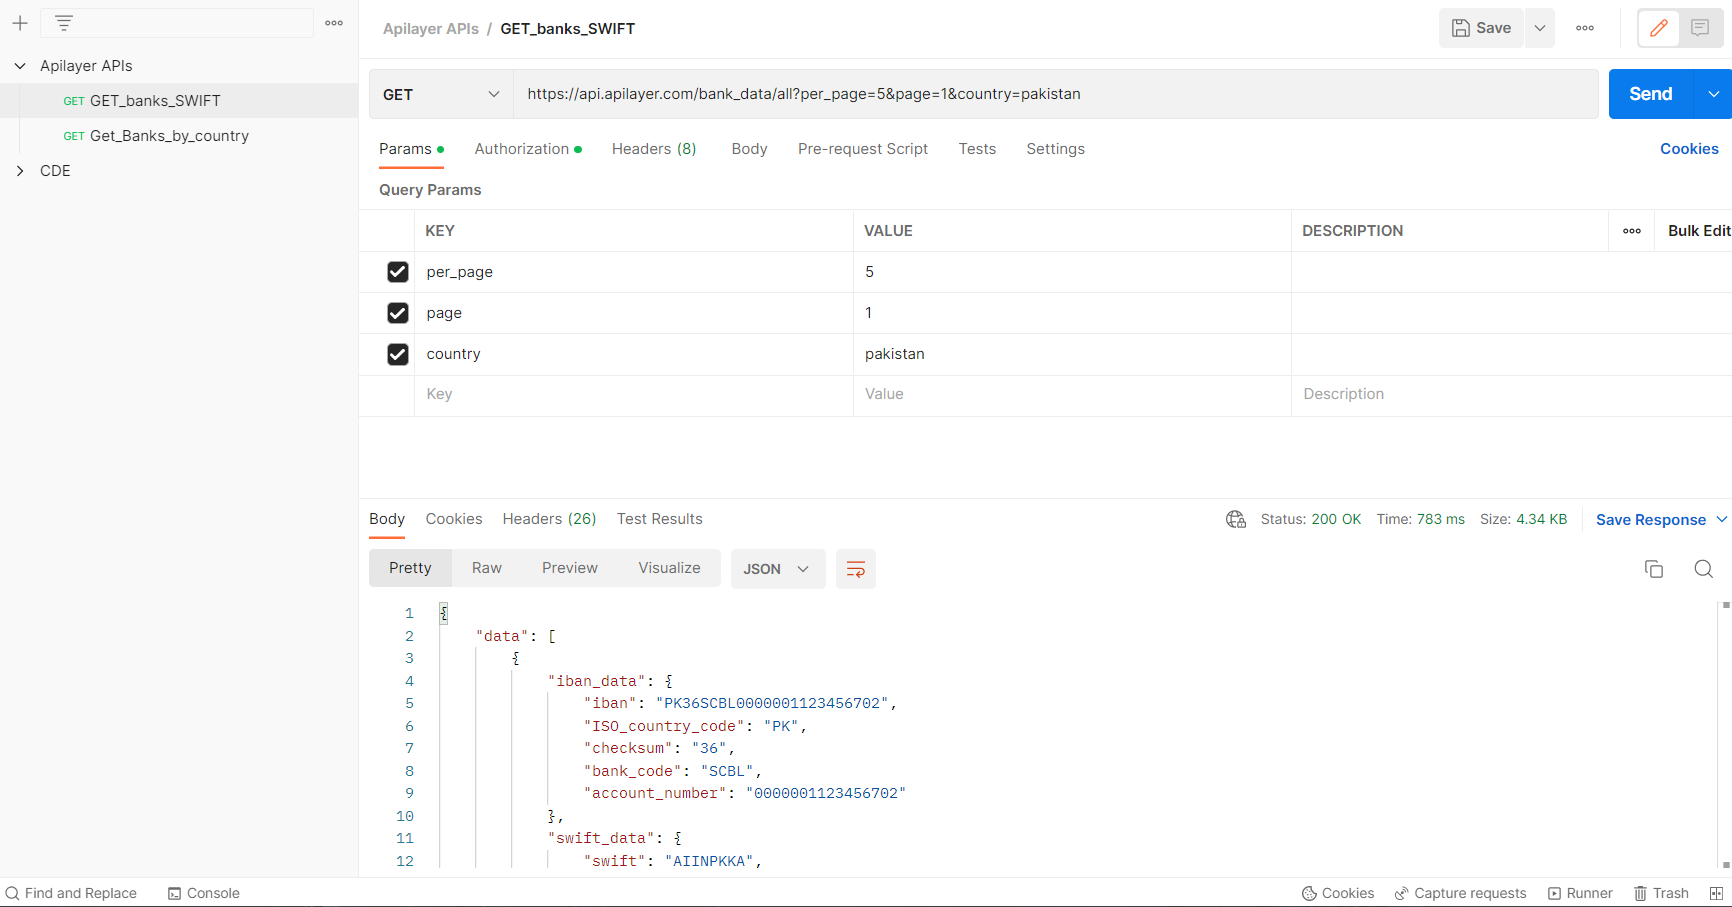 Apilayer APIs / GET_banks_SWIFT
Save
Apilayer APIs
GET GET_banks_SWIFT
GET Get_Banks_by_country
CDE
GET https://api.apilayer.com/bank_data/all?per_page=5&page=1&country=pakistan Send
Params Authorization Headers (8) Body Pre-request Script Tests Settings Cookies
Query Params
KEY VALUE DESCRIPTION Bulk Edit
per_page 5
page 1
country pakistan
Key Value Description
Body Cookies Headers (26) Test Results Status: 200 OK Time: 783 ms Size: 4.34 KB Save Response
Pretty Raw Preview Visualize JSON
1 {
2 "data": [
3 {
4 "iban_data": {
5 "iban": "PK36SCBL0000001123456702",
6 "ISO_country_code": "PK",
7 "checksum": "36",
8 "bank_code": "SCBL",
9 "account_number": "0000001123456702"
10 },
11 "swift_data": {
12 "swift": "AIINPKKA",
Find and Replace Console Cookies Capture requests Runner Trash